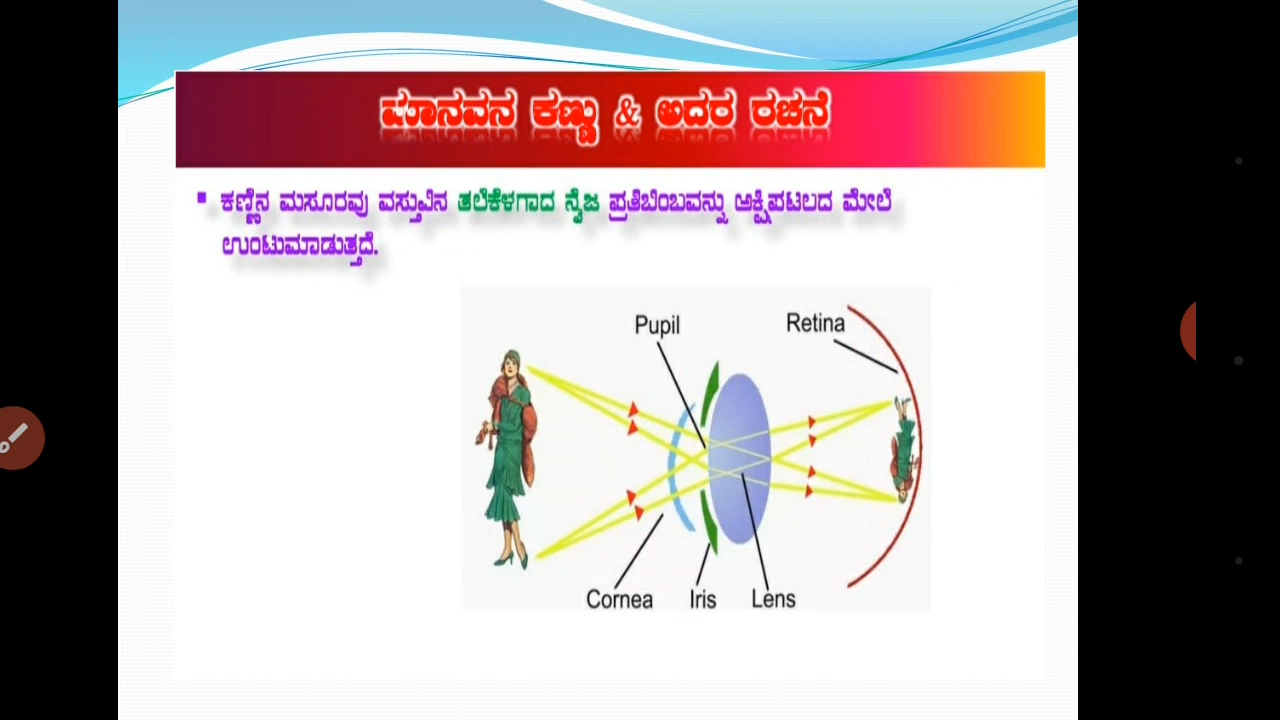 ಮಾನವನ ಕಣ್ಣು & ಅದರ ರಚನೆ
▪ ಕಣ್ಣಿನ ಮಸೂರವು ವಸ್ತುವಿನ ತಲೆಕೆಳಗಾದ ನೈಜ ಪ್ರತಿಬಿಂಬವನ್ನು ಅಕ್ಷಿಪಟಲದ ಮೇಲೆ
ಉಂಟುಮಾಡುತ್ತದೆ.
Pupil
Retina
Cornea
Iris
Lens